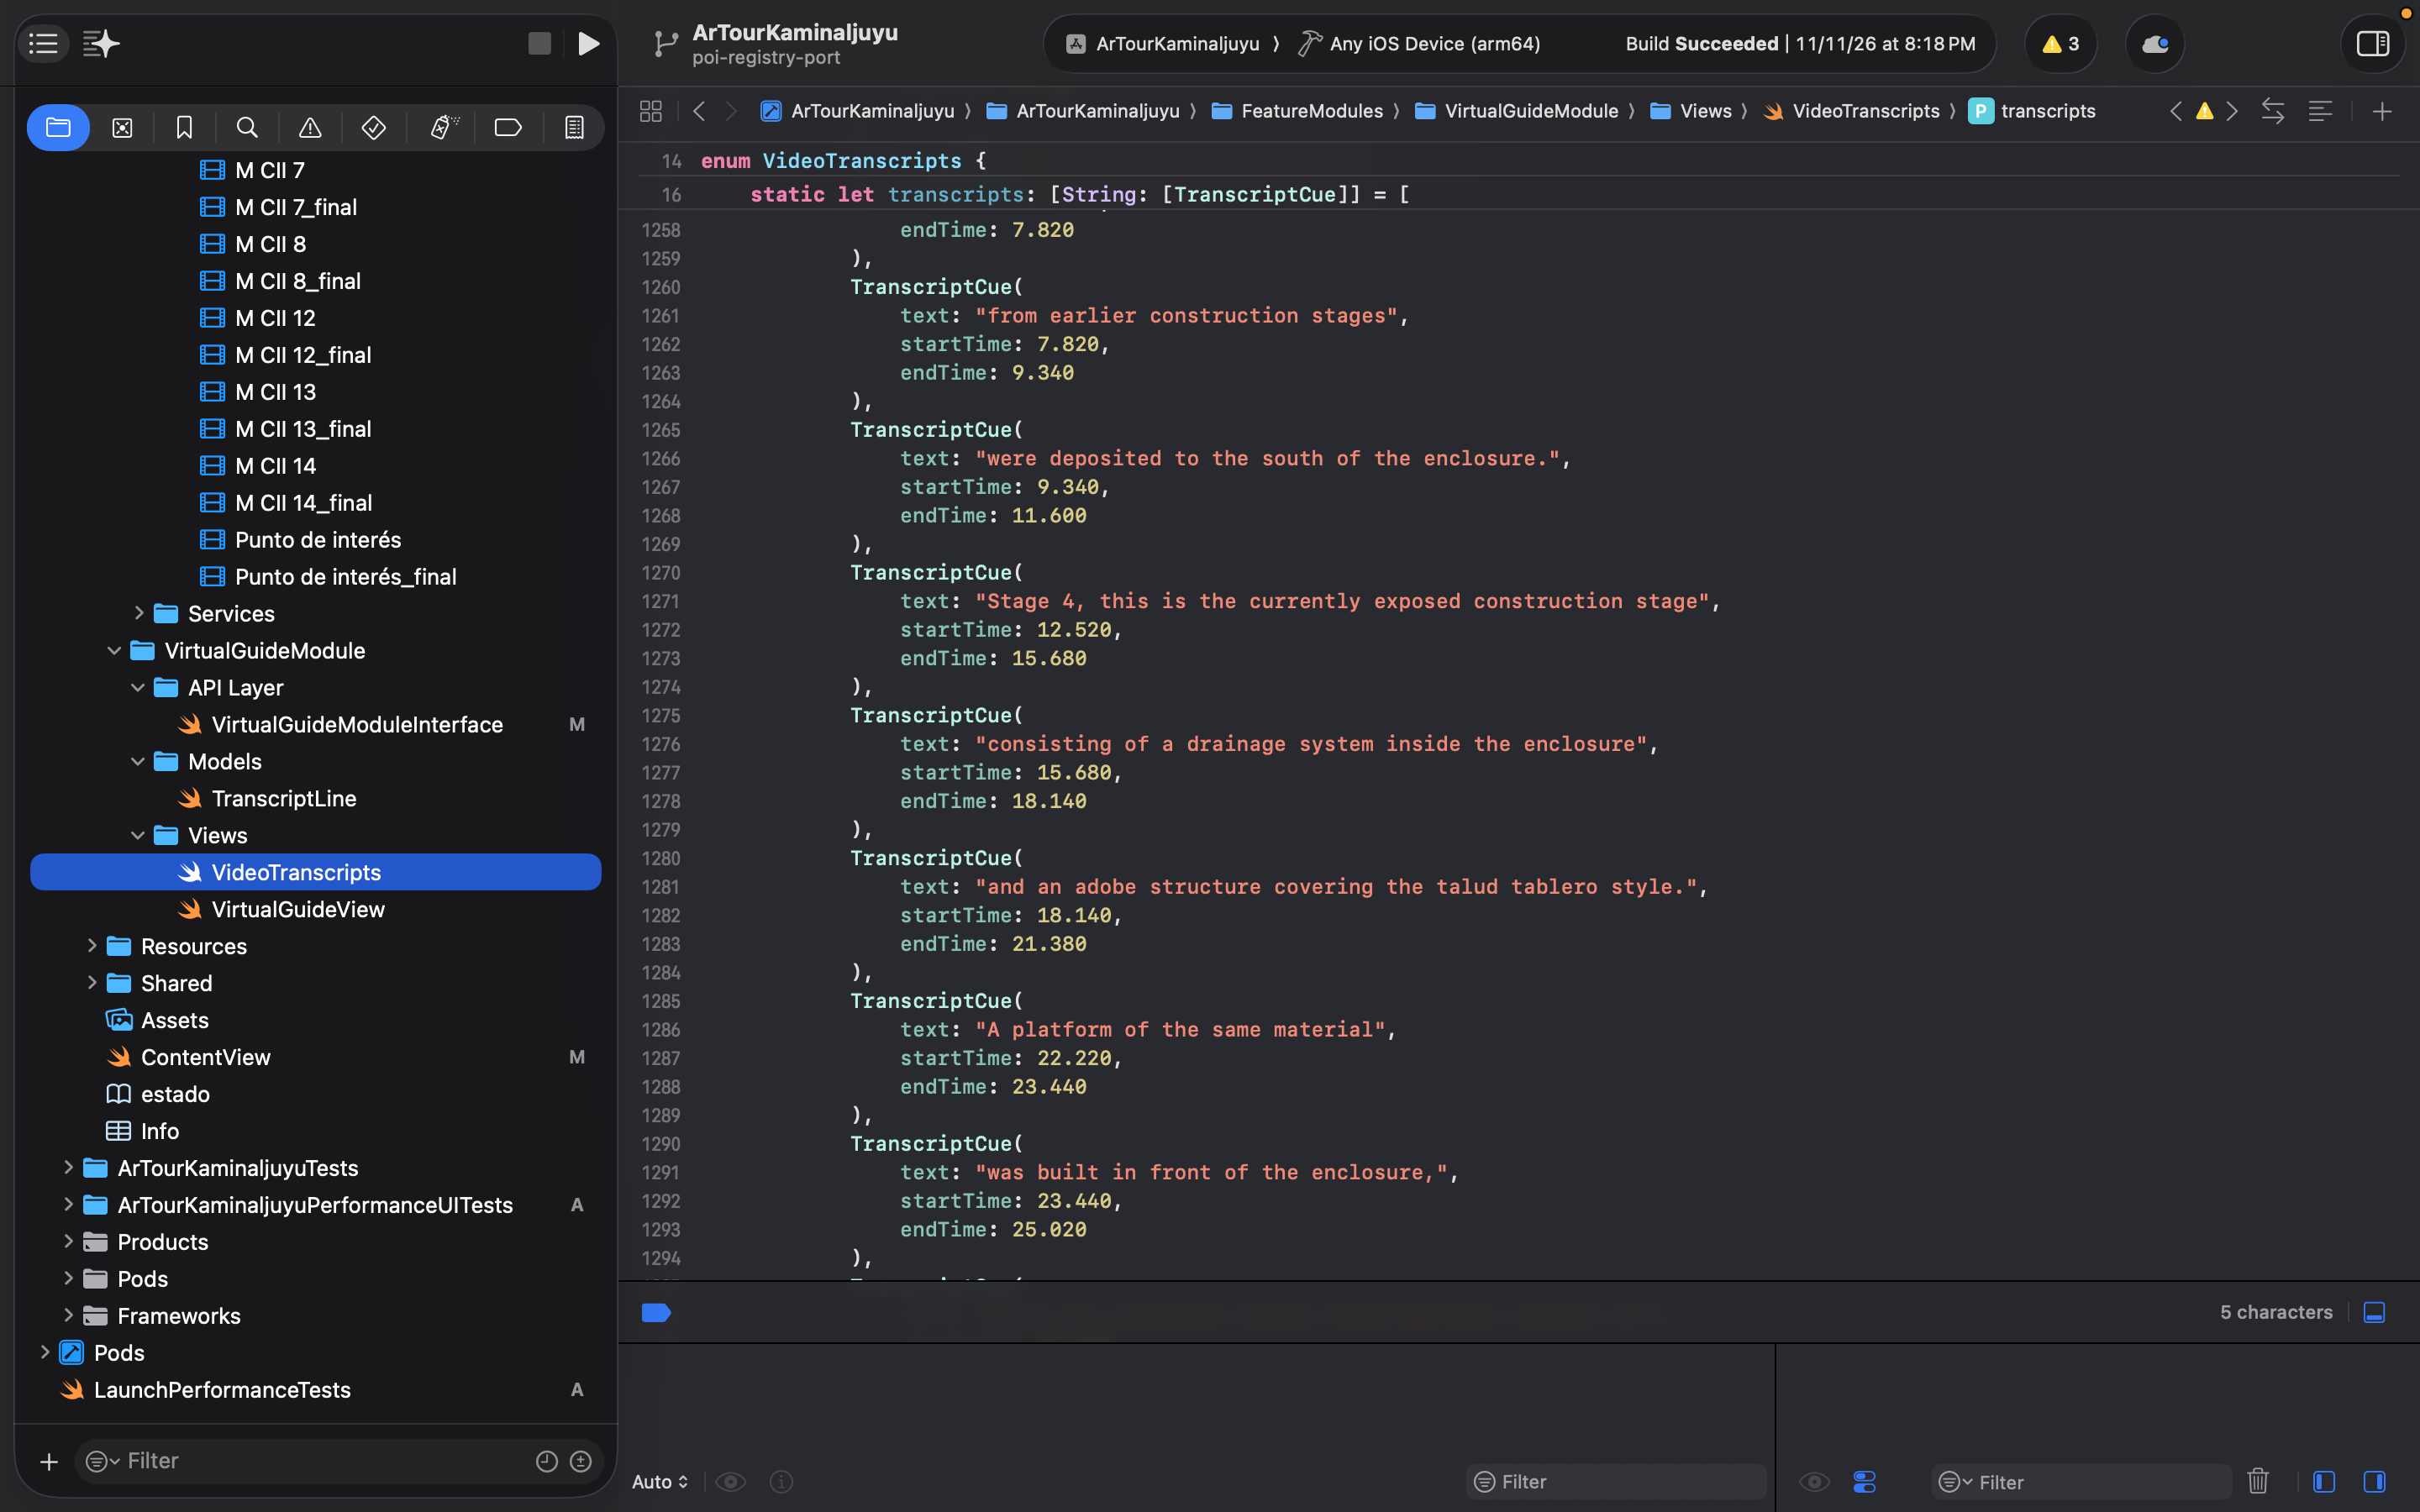 ArTourKaminaljuyu
poi-registry-port
ArTourKaminaljuyu ⟩ Any iOS Device (arm64)
Build Succeeded | 11/11/26 at 8:18 PM
3
M CII 7
M CII 7_final
M CII 8
M CII 8_final
M CII 12
M CII 12_final
M CII 13
M CII 13_final
M CII 14
M CII 14_final
Punto de interés
Punto de interés_final
Services
VirtualGuideModule
API Layer
VirtualGuideModuleInterface M
Models
TranscriptLine
Views
VideoTranscripts
VirtualGuideView
Resources
Shared
Assets
ContentView M
estado
Info
ArTourKaminaljuyuTests
ArTourKaminaljuyuPerformanceUITests A
Products
Pods
Frameworks
Pods
LaunchPerformanceTests A
Filter
ArTourKaminaljuyu ⟩ ArTourKaminaljuyu ⟩ FeatureModules ⟩ VirtualGuideModule ⟩ Views ⟩ VideoTranscripts ⟩ P transcripts
14 enum VideoTranscripts {
16 static let transcripts: [String: [TranscriptCue]] = [
1258 endTime: 7.820
1259 ),
1260 TranscriptCue(
1261 text: "from earlier construction stages",
1262 startTime: 7.820,
1263 endTime: 9.340
1264 ),
1265 TranscriptCue(
1266 text: "were deposited to the south of the enclosure.",
1267 startTime: 9.340,
1268 endTime: 11.600
1269 ),
1270 TranscriptCue(
1271 text: "Stage 4, this is the currently exposed construction stage",
1272 startTime: 12.520,
1273 endTime: 15.680
1274 ),
1275 TranscriptCue(
1276 text: "consisting of a drainage system inside the enclosure",
1277 startTime: 15.680,
1278 endTime: 18.140
1279 ),
1280 TranscriptCue(
1281 text: "and an adobe structure covering the talud tablero style.",
1282 startTime: 18.140,
1283 endTime: 21.380
1284 ),
1285 TranscriptCue(
1286 text: "A platform of the same material",
1287 startTime: 22.220,
1288 endTime: 23.440
1289 ),
1290 TranscriptCue(
1291 text: "was built in front of the enclosure,",
1292 startTime: 23.440,
1293 endTime: 25.020
1294 ),
5 characters
Auto
Filter
Filter